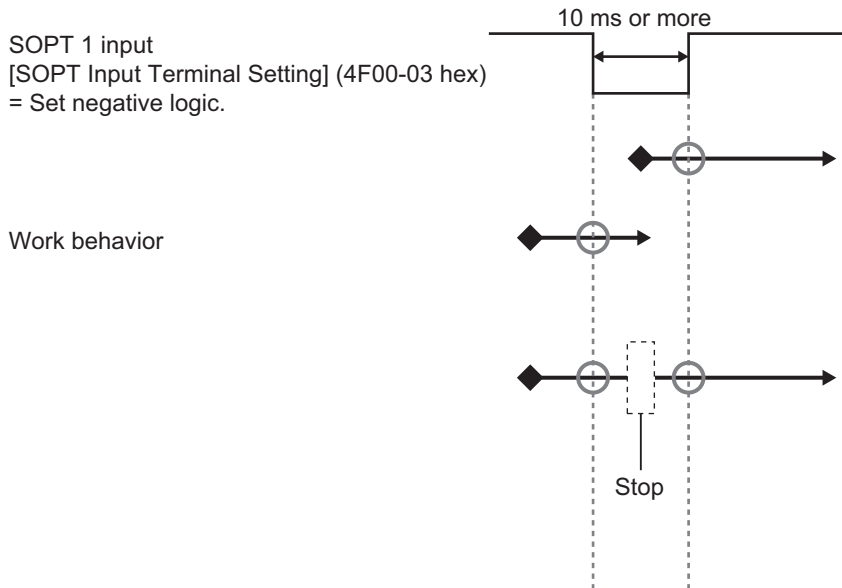 10 ms or more
SOPT 1 input
[SOPT Input Terminal Setting] (4F00-03 hex)
= Set negative logic.
Work behavior
Stop